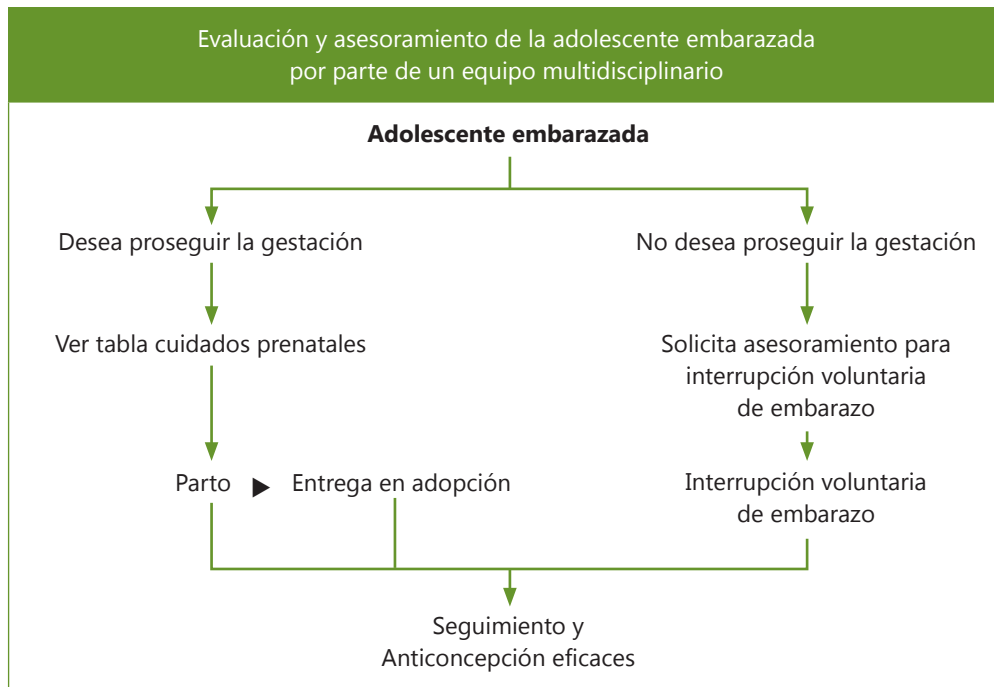 Evaluación y asesoramiento de la adolescente embarazada
por parte de un equipo multidisciplinario
Adolescente embarazada
Desea proseguir la gestación
No desea proseguir la gestación
Ver tabla cuidados prenatales
Solicita asesoramiento para
interrupción voluntaria
de embarazo
Parto ▶ Entrega en adopción
Interrupción voluntaria
de embarazo
Seguimiento y
Anticoncepción eficaces